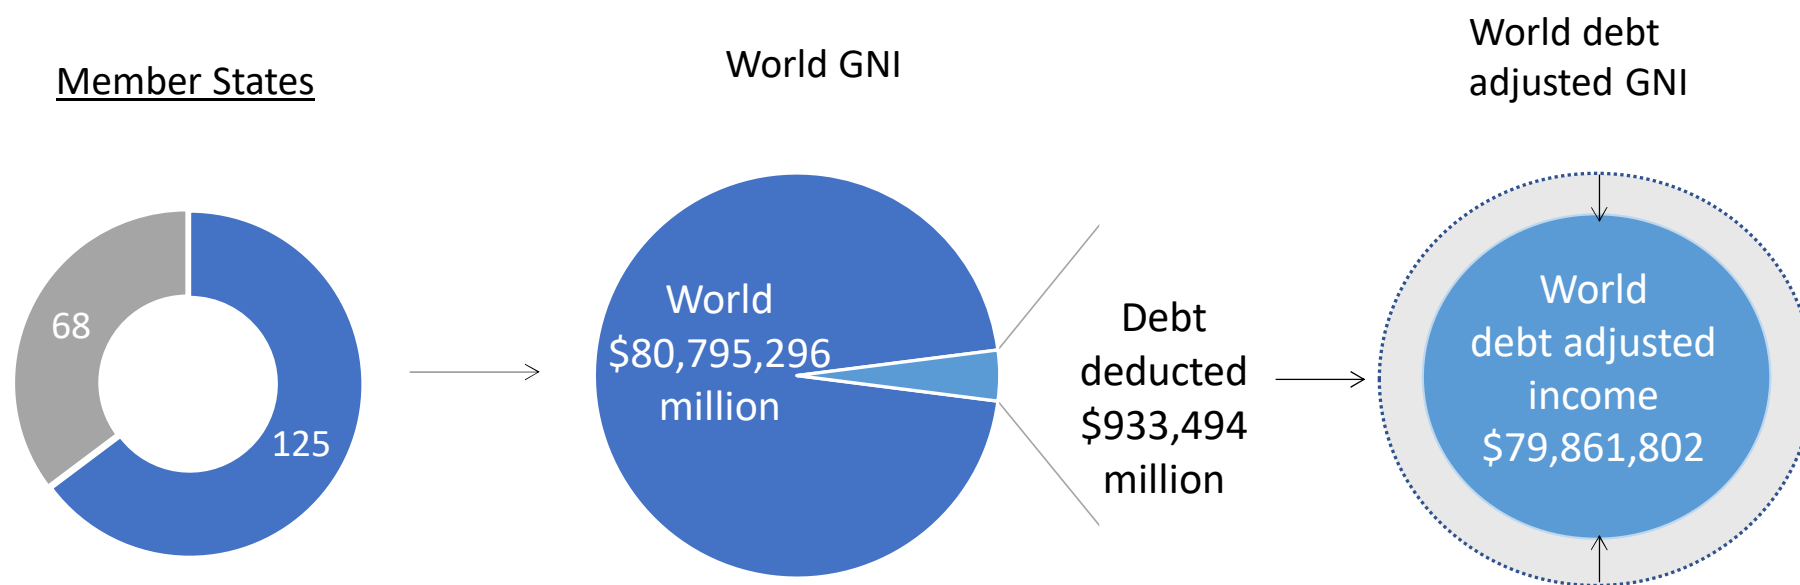 Member States
68
125
World GNI
World
$80,795,296
million
Debt
deducted
$933,494
million
World debt
adjusted GNI
World
debt adjusted
income
$79,861,802